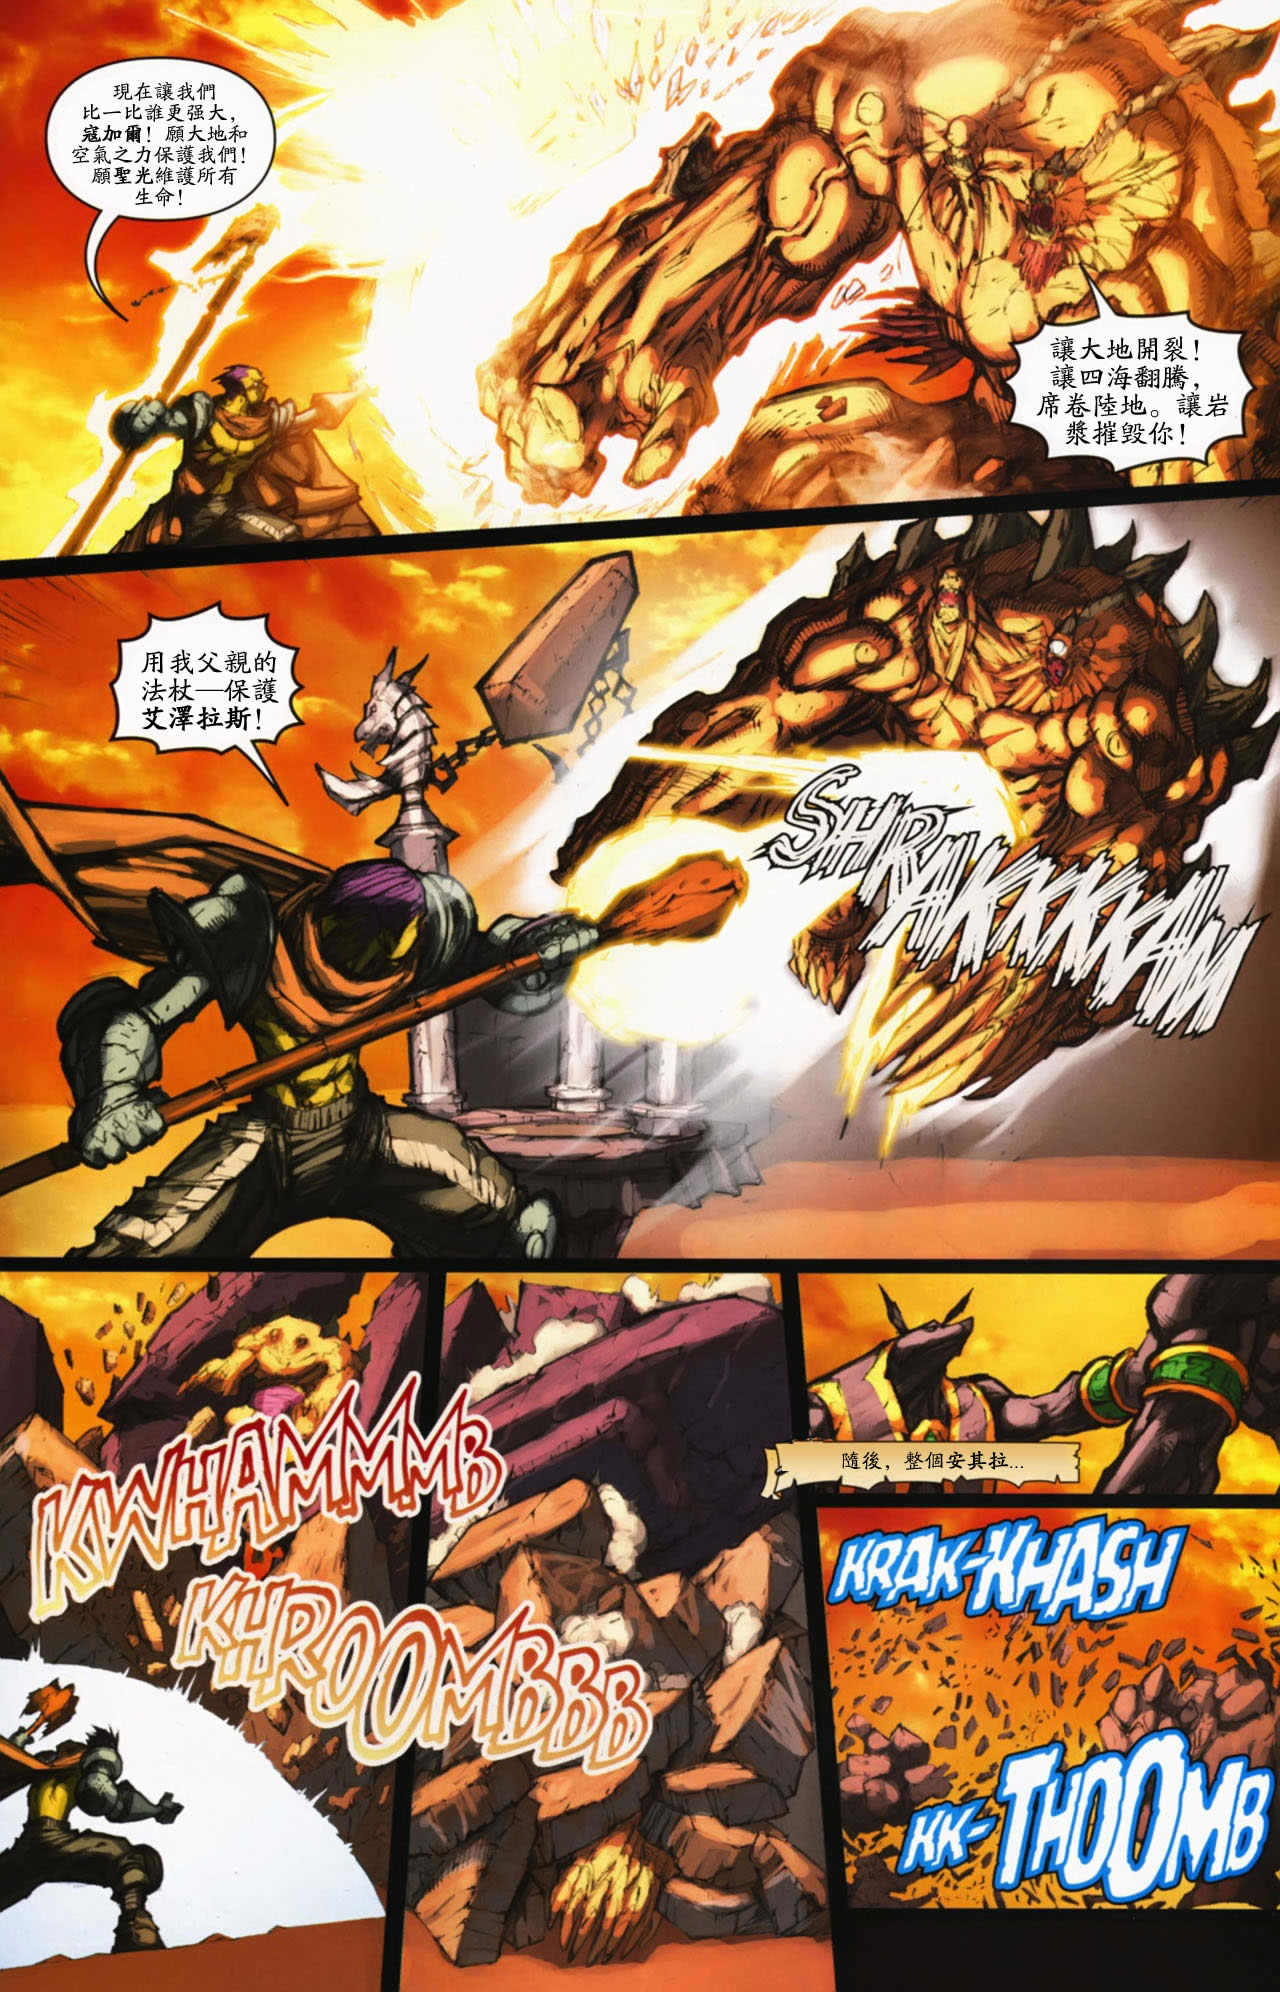 現在讓我們
比一比誰更强大，
寇加爾！願大地和
空氣之力保護我們！
願聖光維護所有
生命！
讓大地開裂！
讓四海翻騰，
席卷陸地。讓岩
漿摧毀你！
用我父親的
法杖—保護
艾澤拉斯！
SHRAKKKKKAM
KWHAMMMB
KHROOMBBB
隨後，整個安其拉...
KRAK-KHASH
KK-THOOMB